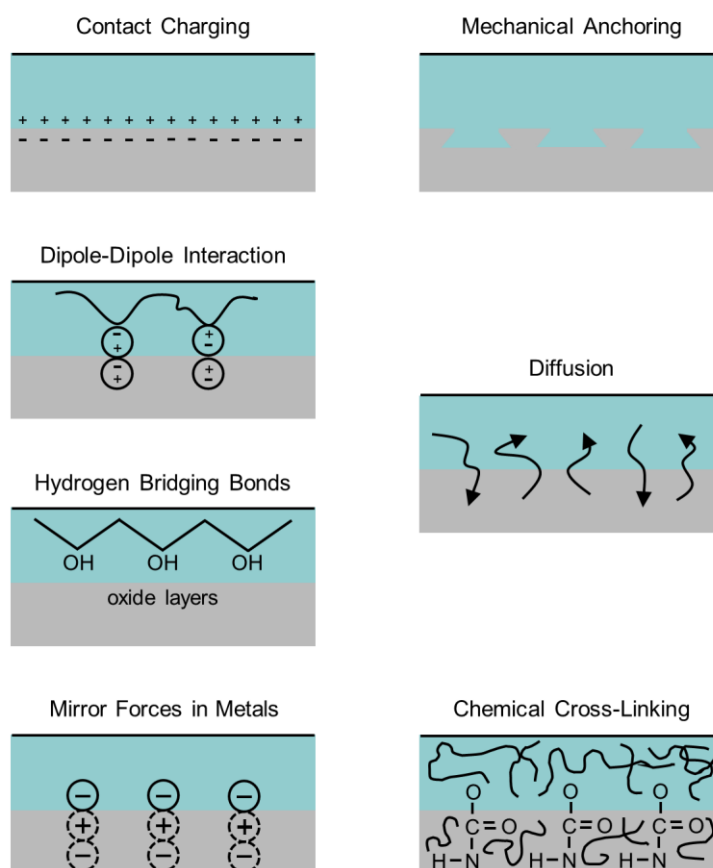 Contact Charging
+ + + + + + + + + + + + + +
- - - - - - - - - - - - - -
Mechanical Anchoring
Dipole-Dipole Interaction
- +
+ -
- +
+ -
Diffusion
Hydrogen Bridging Bonds
OH OH OH
oxide layers
Mirror Forces in Metals
− − −
+ + +
− − −
Chemical Cross-Linking
O O O
C=O C=O C=O
H−N H−N H−N